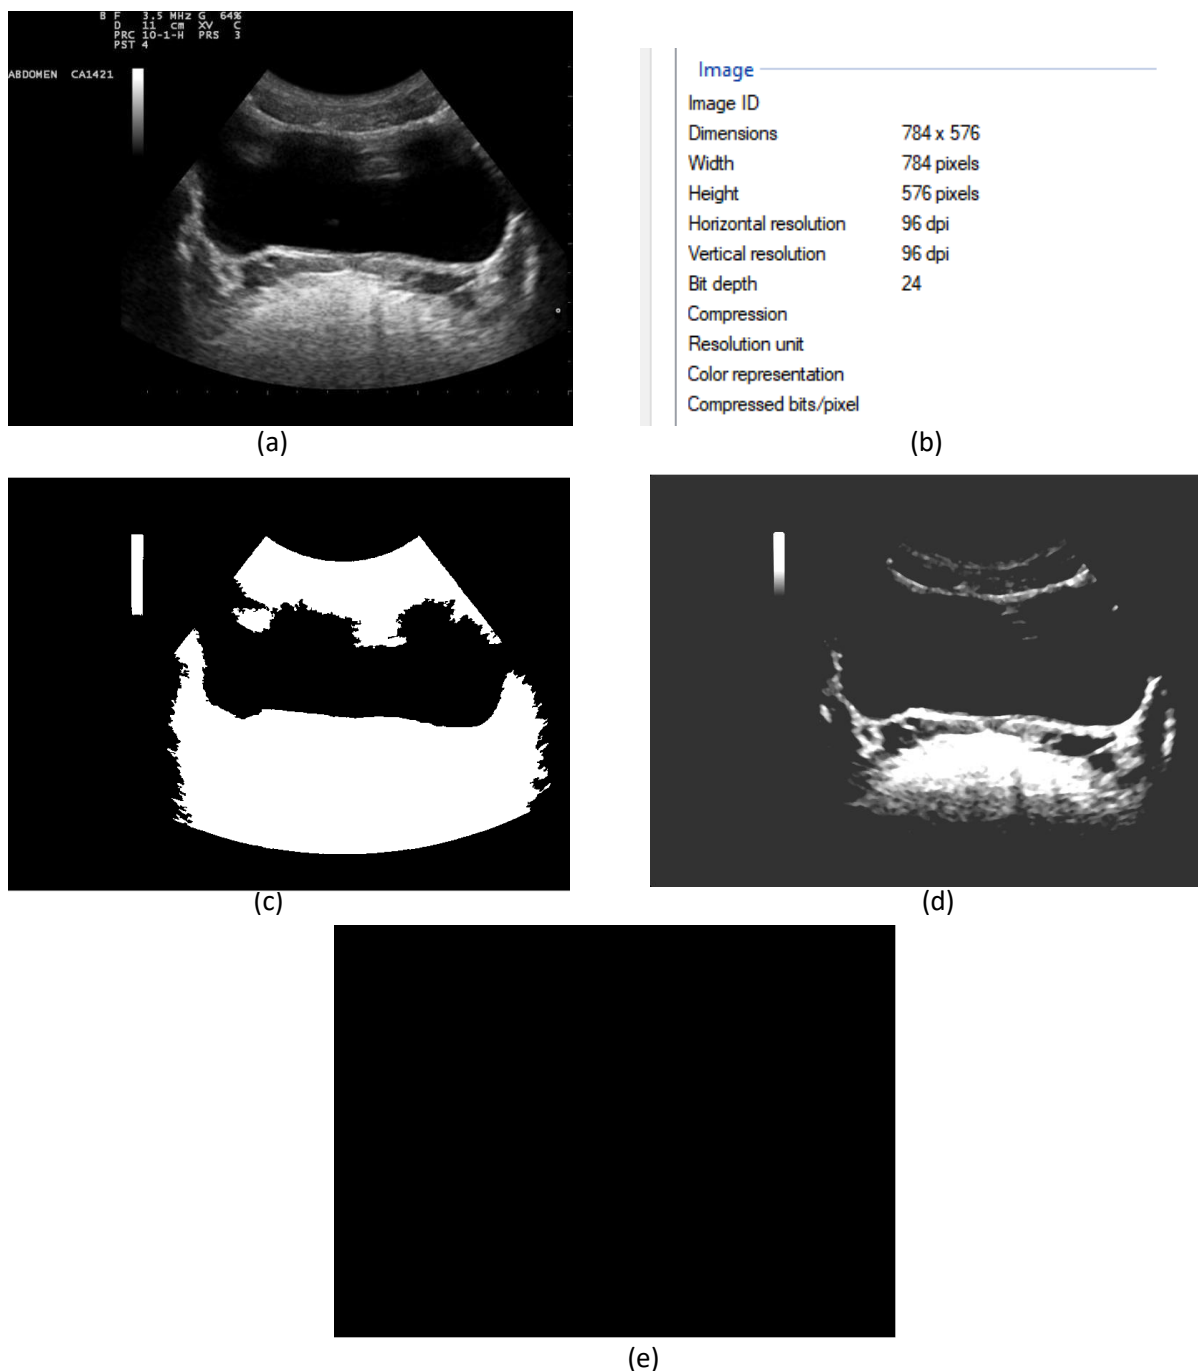 B F 3.5 MHz G 64%
D 11 cm XV C
PRC 10-1-H PRS 3
PST 4
ABDOMEN CA1421
(a)
Image
Image ID
Dimensions 784 x 576
Width 784 pixels
Height 576 pixels
Horizontal resolution 96 dpi
Vertical resolution 96 dpi
Bit depth 24
Compression
Resolution unit
Color representation
Compressed bits/pixel
(b)
(c)
(d)
(e)